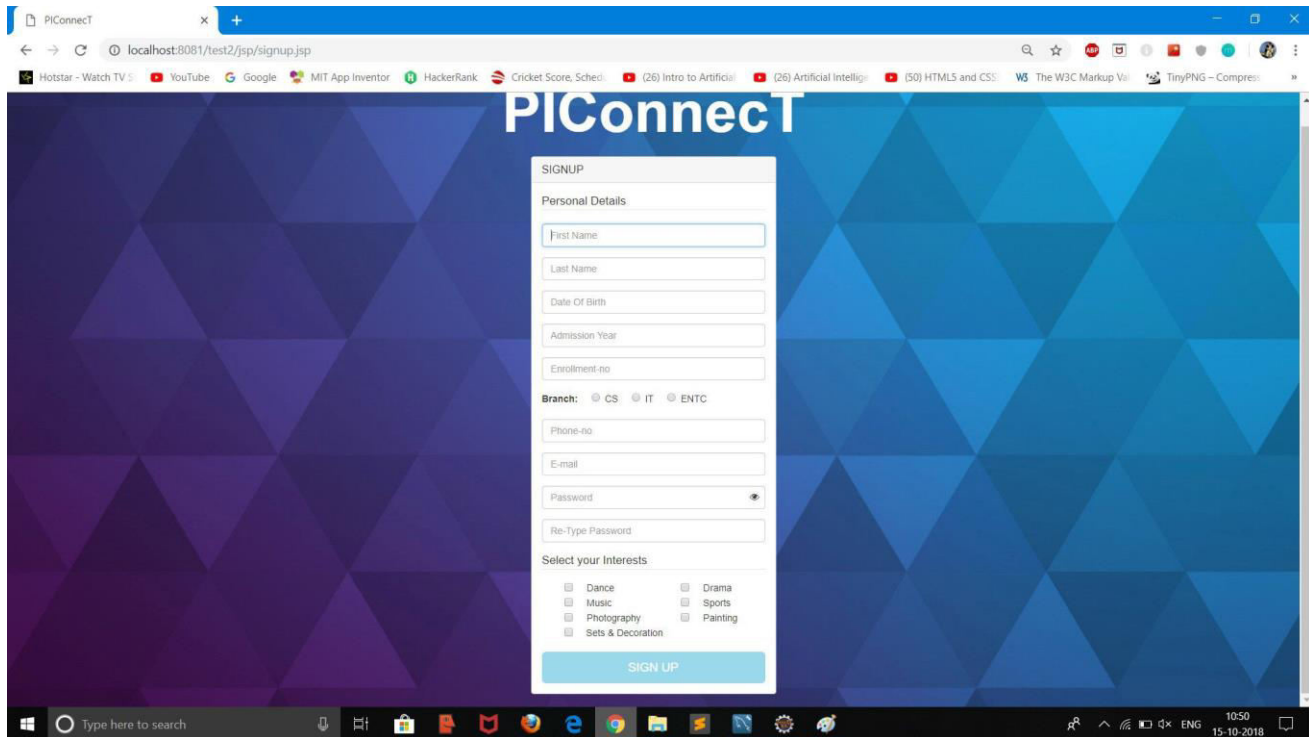 PIConnecT
localhost:8081/test2/jsp/signup.jsp
Hotstar - Watch TV S YouTube Google MIT App Inventor HackerRank Cricket Score, Sched (26) Intro to Artificial (26) Artificial Intellige (50) HTML5 and CSS The W3C Markup Val TinyPNG – Compress »
PIConnecT
SIGNUP
Personal Details
First Name
Last Name
Date Of Birth
Admission Year
Enrollment-no
Branch: CS IT ENTC
Phone-no
E-mail
Password
Re-Type Password
Select your Interests
Dance Drama
Music Sports
Photography Painting
Sets & Decoration
SIGN UP
Type here to search
ENG
10:50
15-10-2018